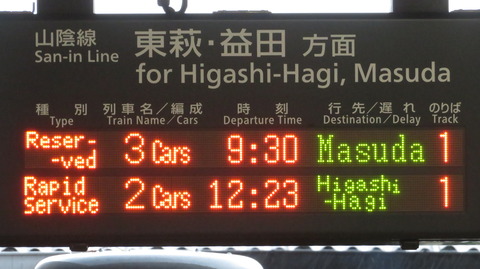 山陰線 東萩・益田 方面
San-in Line for Higashi-Hagi, Masuda
種別 列車名/編成 時刻 行先/遅れ のりば
Type Train Name/Cars Departure Time Destination/Delay Track
Reser-
-ved 3 Cars 9:30 Masuda 1
Rapid Service 2 Cars 12:23 Higashi
-Hagi 1